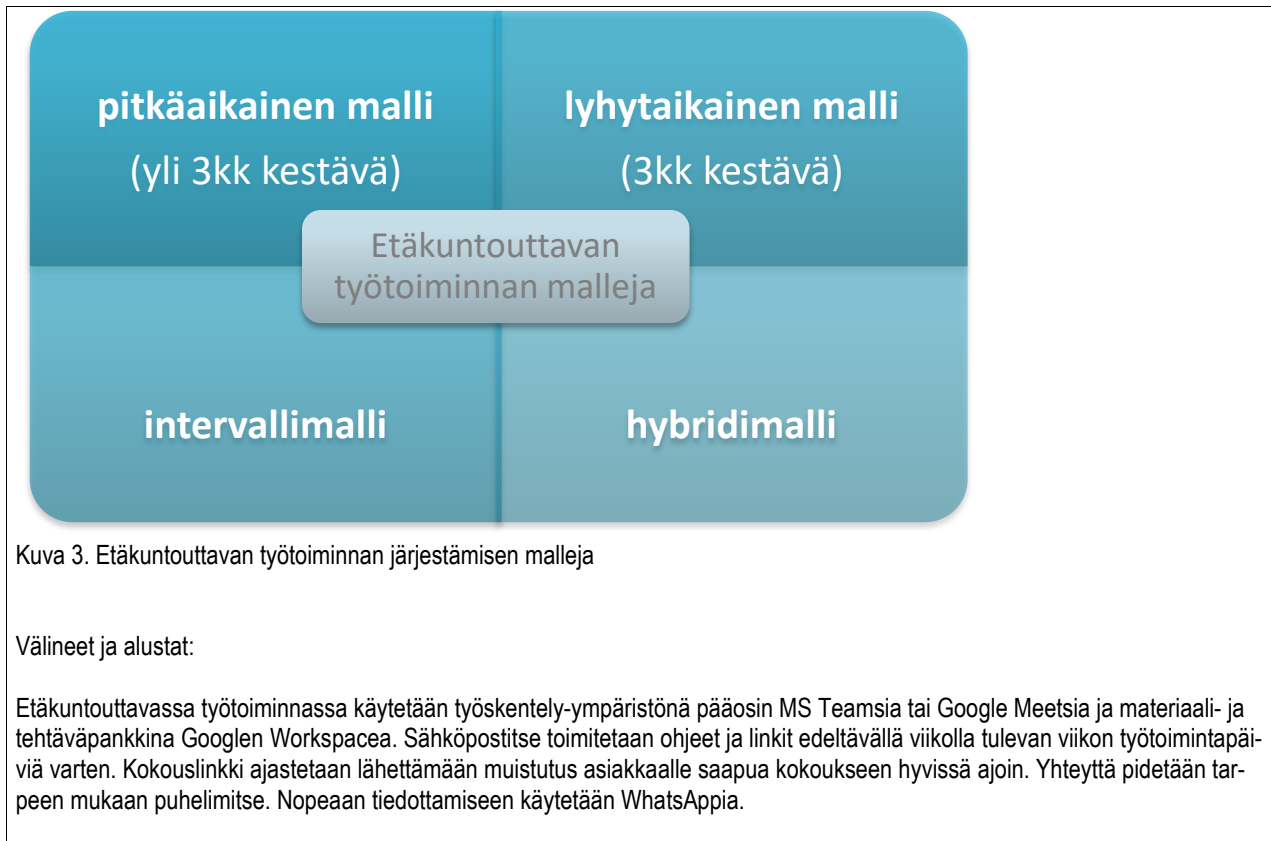 pitkäaikainen malli
(yli 3kk kestävä)
lyhytaikainen malli
(3kk kestävä)
Etäkuntouttavan
työtoiminnan malleja
intervallimalli
hybridimalli
Kuva 3. Etäkuntouttavan työtoiminnan järjestämisen malleja
Välineet ja alustat:
Etäkuntouttavassa työtoiminnassa käytetään työskentely-ympäristönä pääosin MS Teamsia tai Google Meetsia ja materiaali- ja
tehtäväpankkina Googlen Workspacea. Sähköpostitse toimitetaan ohjeet ja linkit edeltävällä viikolla tulevan viikon työtoimintapäi-
viä varten. Kokouslinkki ajastetaan lähettämään muistutus asiakkaalle saapua kokoukseen hyvissä ajoin. Yhteyttä pidetään tar-
peen mukaan puhelimitse. Nopeaan tiedottamiseen käytetään WhatsAppia.